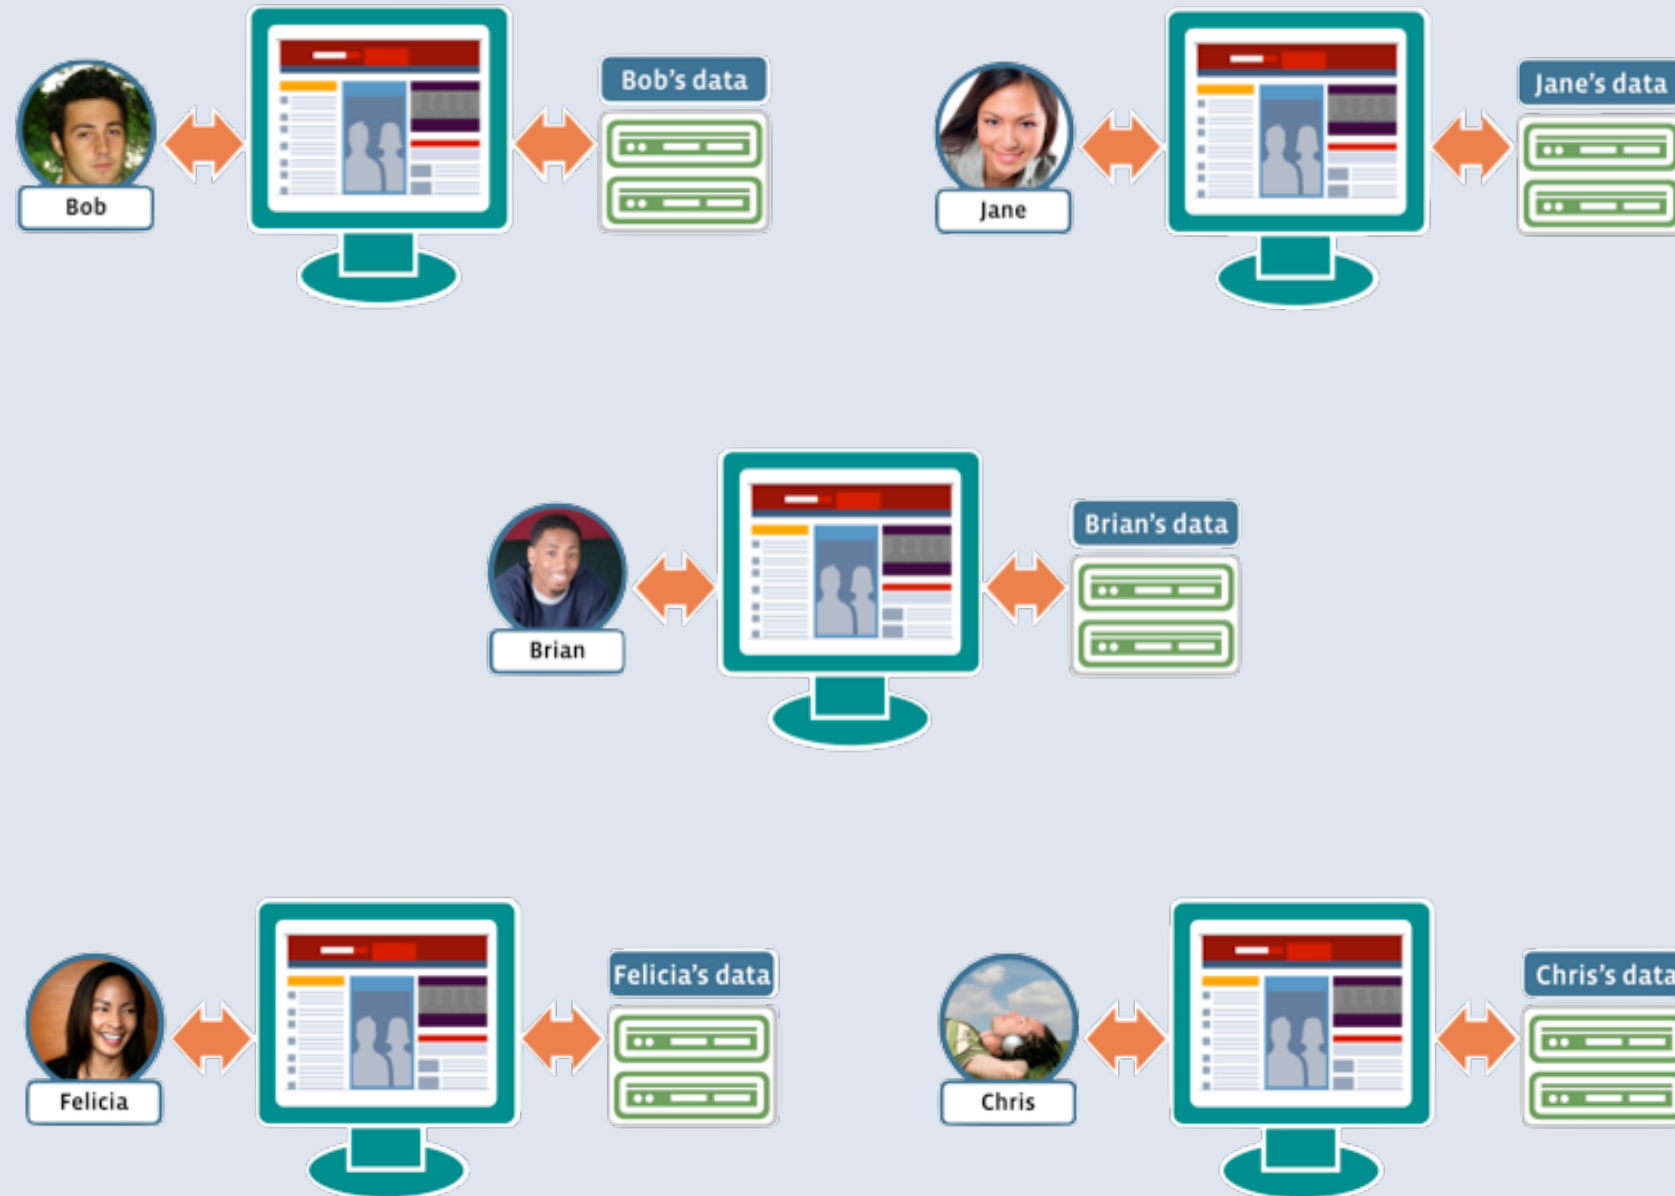 Bob's data
Bob
Jane's data
Jane
Brian's data
Brian
Felicia's data
Felicia
Chris's data
Chris